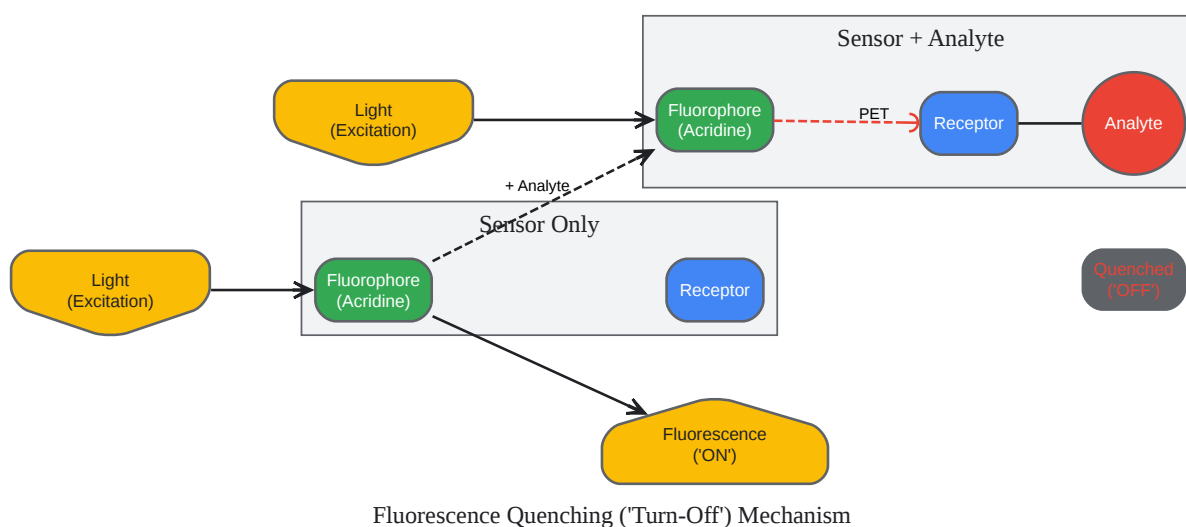 Sensor + Analyte
Light
(Excitation)
Fluorophore
(Acridine)
PET
Receptor
Analyte
+ Analyte
Sensor Only
Light
(Excitation)
Fluorophore
(Acridine)
Receptor
Quenched
('OFF')
Fluorescence
('ON')
Fluorescence Quenching ('Turn-Off') Mechanism